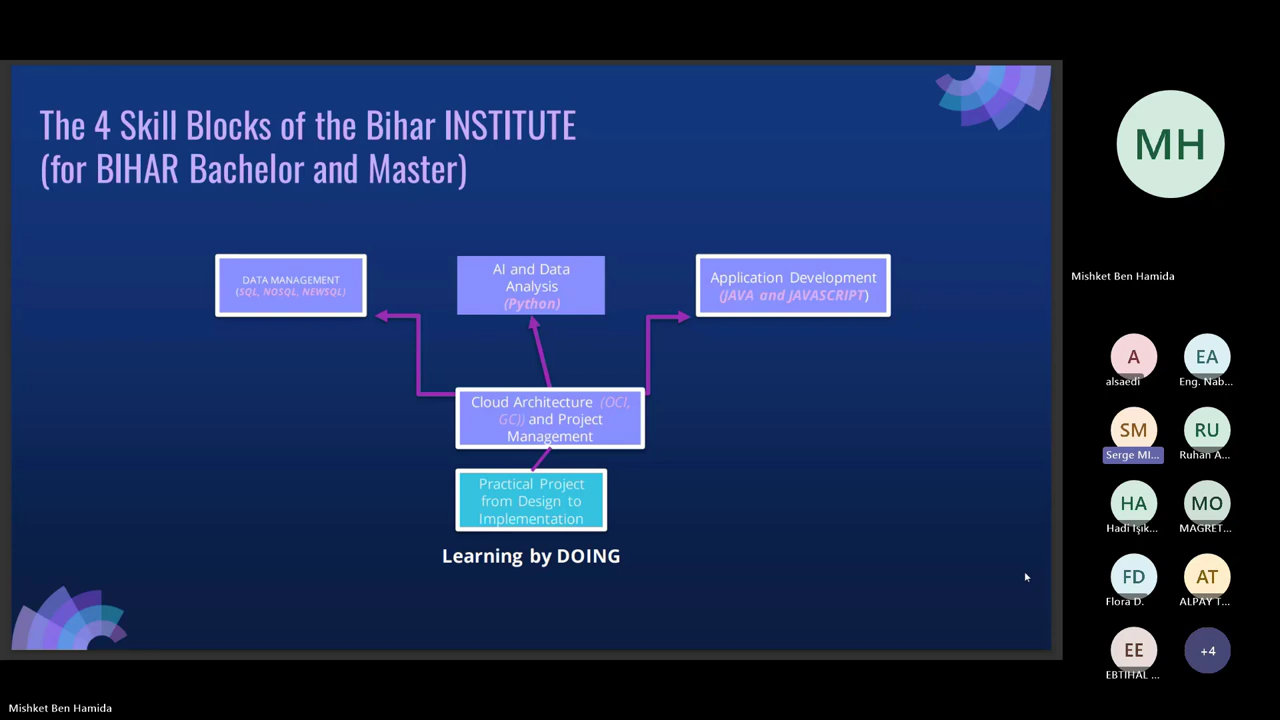 The 4 Skill Blocks of the Bihar INSTITUTE
(for BIHAR Bachelor and Master)
DATA MANAGEMENT
(SQL, NOSQL, NEWSQL)
AI and Data
Analysis
(Python)
Application Development
(JAVA and JAVASCRIPT)
Cloud Architecture (OCI,
GC)) and Project
Management
Practical Project
from Design to
Implementation
Learning by DOING
MH
Mishket Ben Hamida
A
alsaedi
EA
Eng. Nab...
SM
Serge MI...
RU
Ruhan A...
HA
Hadi Işık...
MO
MAGRET...
FD
Flora D.
AT
ALPAY T...
EE
EBTIHAL ...
+4
Mishket Ben Hamida